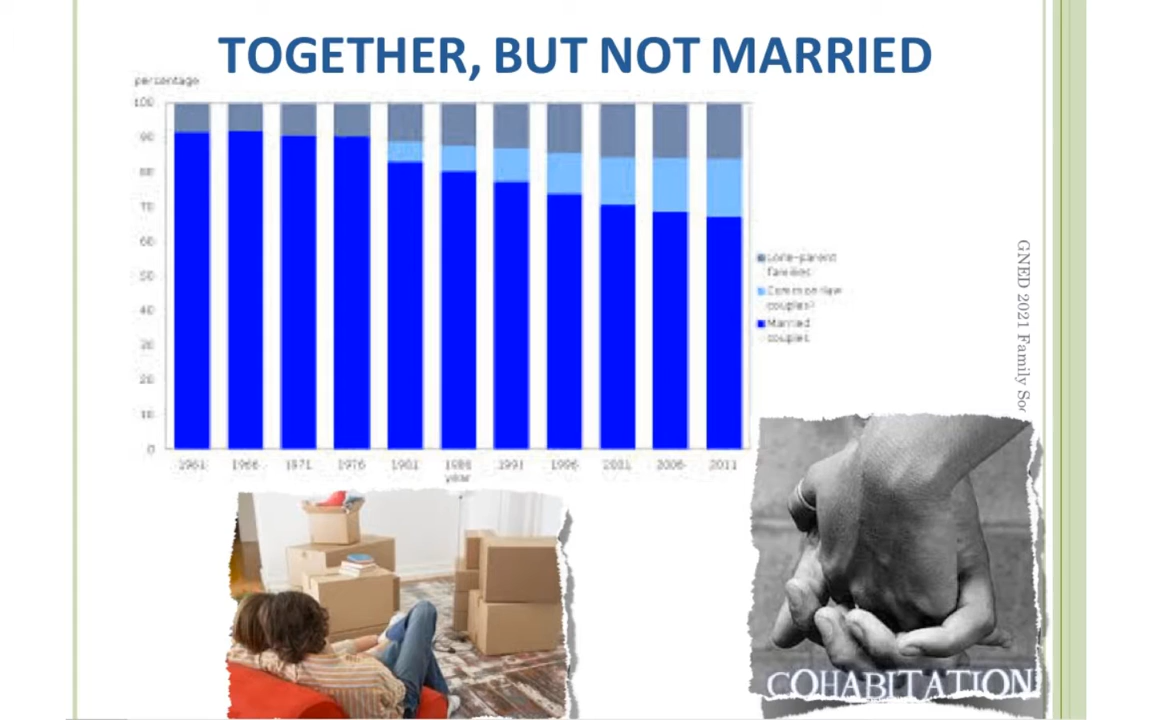 TOGETHER, BUT NOT MARRIED
percentage
100
90
80
70
60
50
40
30
20
10
0
1961 1966 1971 1976 1981 1986 1991 1996 2001 2006 2011
year
Lone-parent
families
Common-law
couples
Married
couples
GNED 2021 Family Soc
COHABITATION